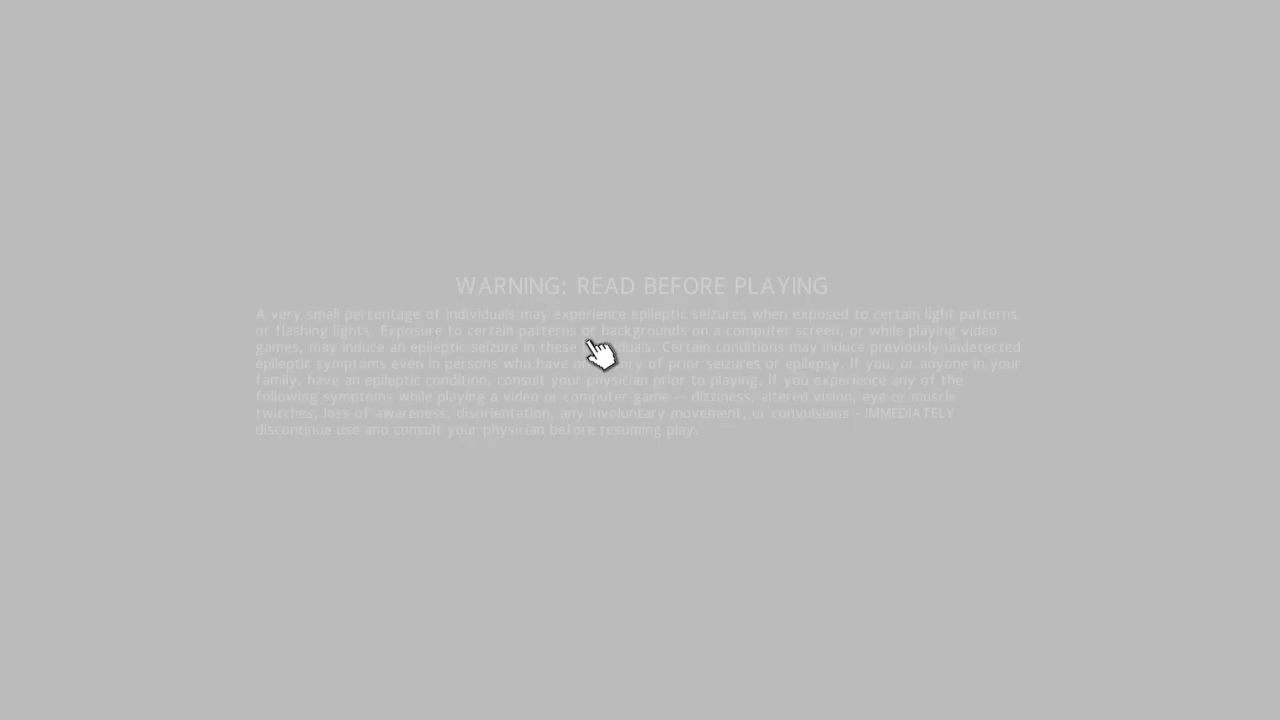 WARNING: READ BEFORE PLAYING
A very small percentage of individuals may experience epileptic seizures when exposed to certain light patterns
or flashing lights. Exposure to certain patterns or backgrounds on a computer screen, or while playing video
games, may induce an epileptic seizure in these individuals. Certain conditions may induce previously undetected
epileptic symptoms even in persons who have no of prior seizures or epilepsy. If you, or anyone in your
family, have an epileptic condition, consult your physician prior to playing. If you experience any of the
following symptoms while playing a video or computer game -- dizziness, altered vision, eye or muscle
twitches, loss of awareness, disorientation, any involuntary movement, or convulsions - IMMEDIATELY
discontinue use and consult your physician before resuming play.